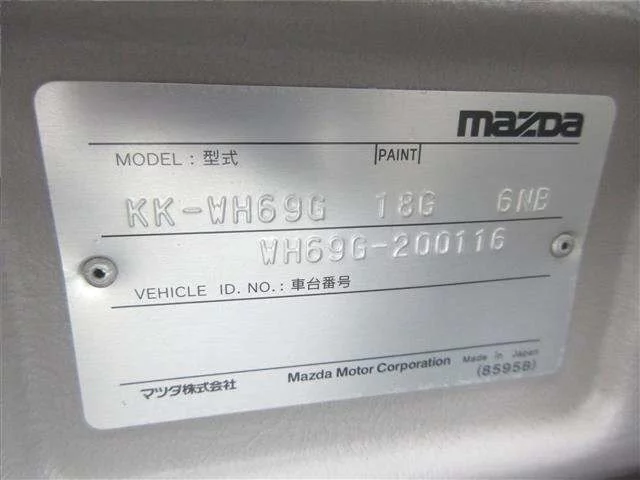 mazda
MODEL : 型式 |PAINT|
KK-WH69G 18G 6NB
WH69G-200116
VEHICLE ID. NO. : 車台番号
マツダ株式会社 Mazda Motor Corporation Made in Japan
(85958)